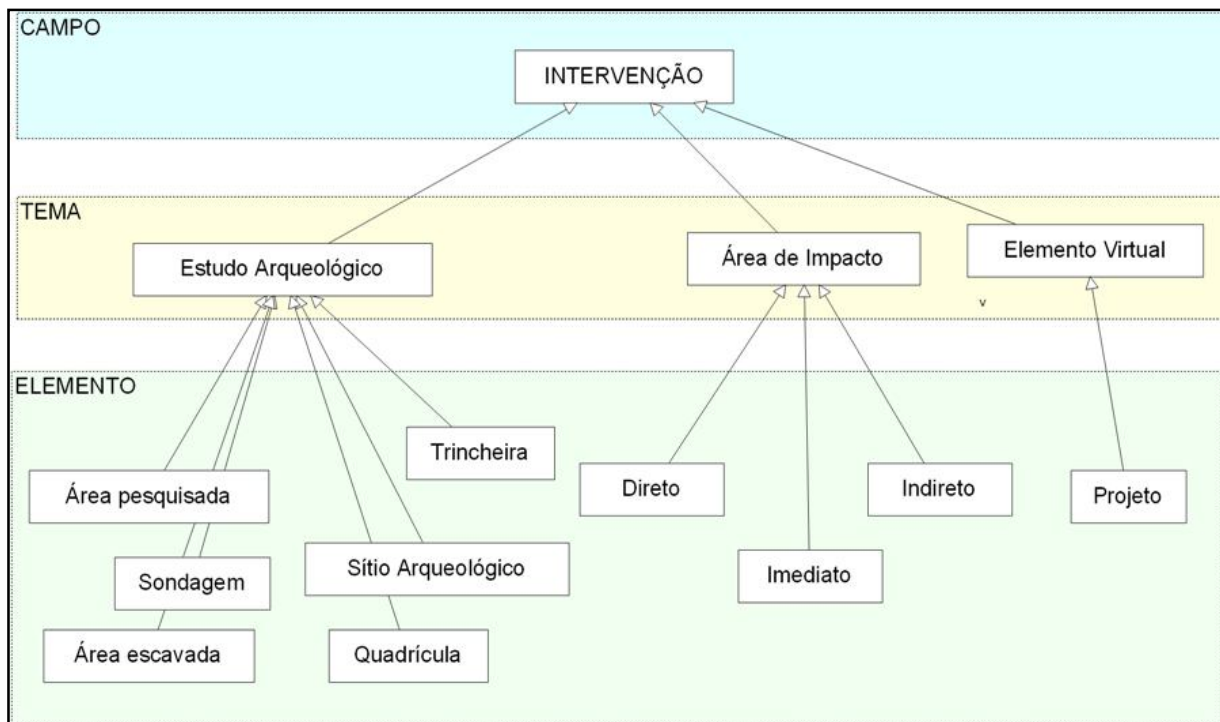 CAMPO
INTERVENÇÃO
TEMA
Estudo Arqueológico
Área de Impacto
Elemento Virtual
v
ELEMENTO
Trincheira
Área pesquisada
Direto
Indireto
Projeto
Sondagem
Sítio Arqueológico
Imediato
Área escavada
Quadrícula